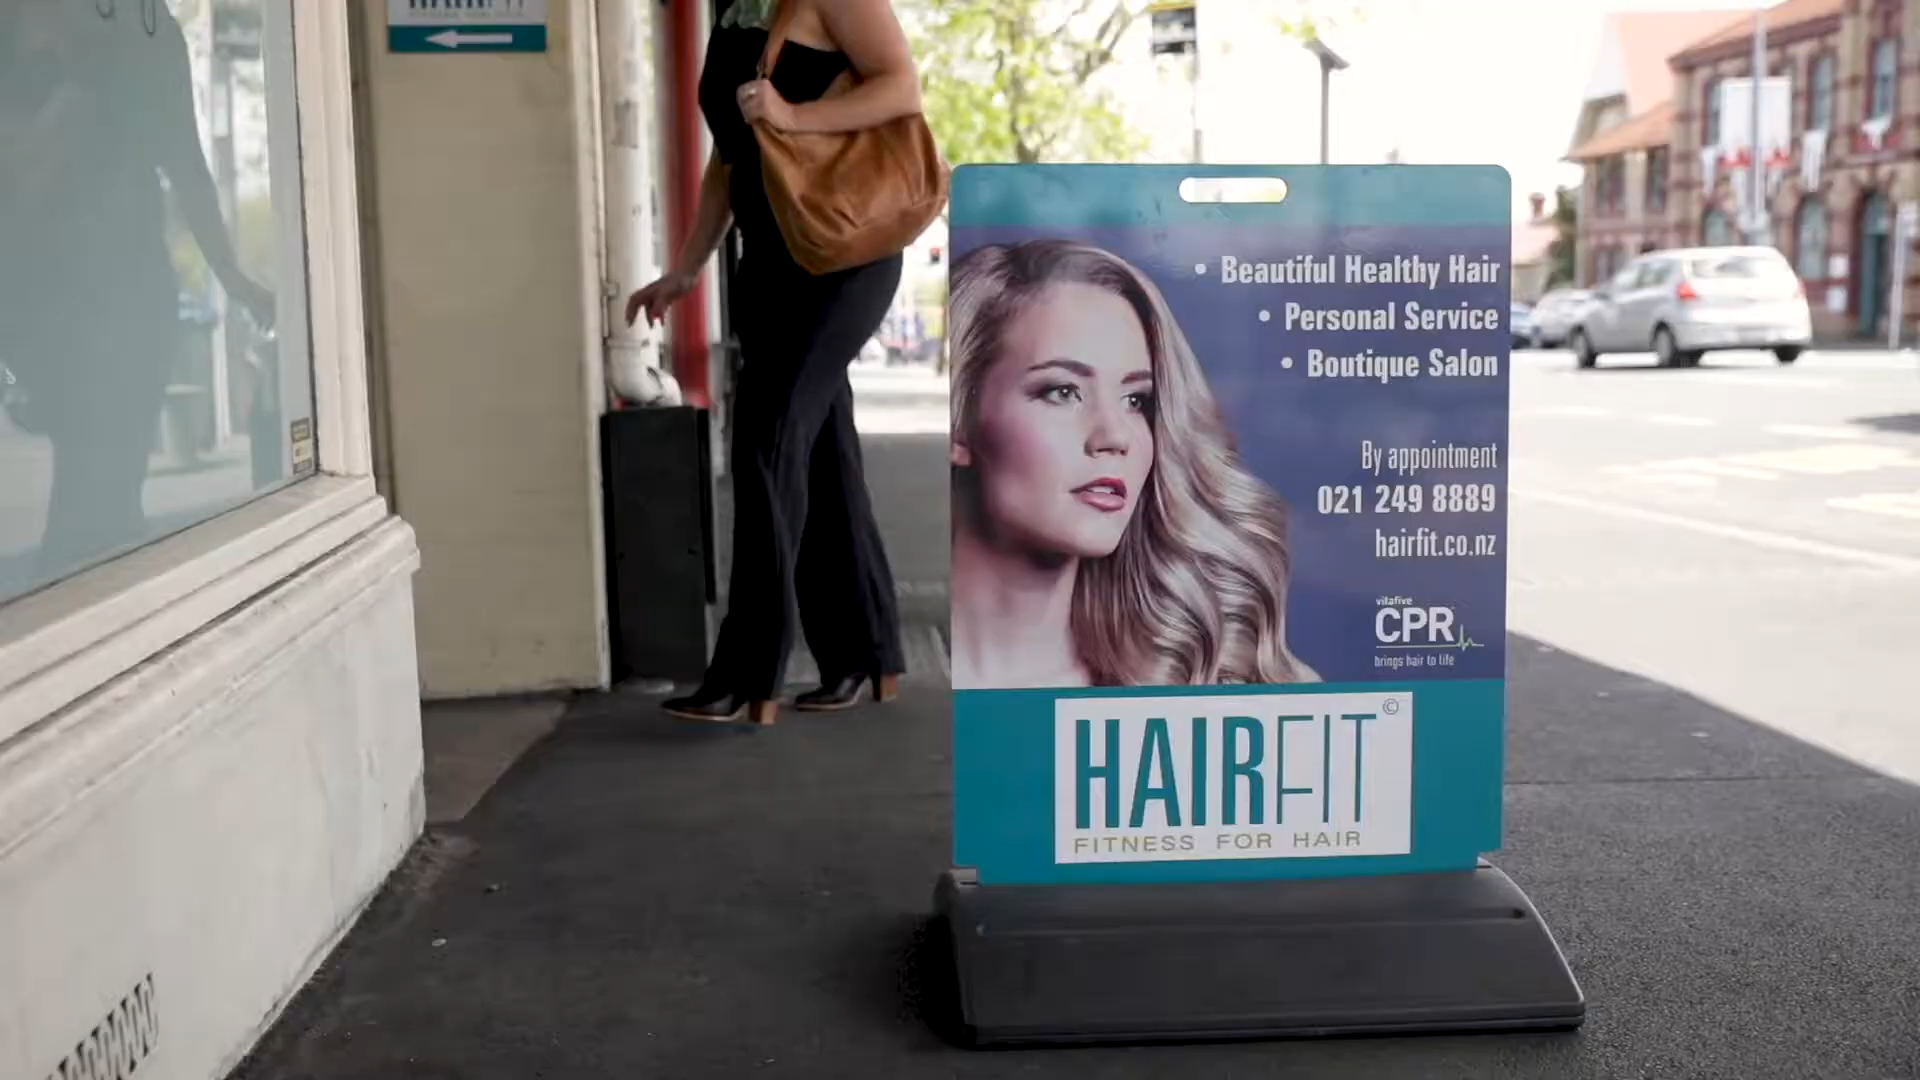 • Beautiful Healthy Hair
• Personal Service
• Boutique Salon
By appointment
021 249 8889
hairfit.co.nz
vitafive
CPR
brings hair to life
HAIRFIT©
FITNESS FOR HAIR